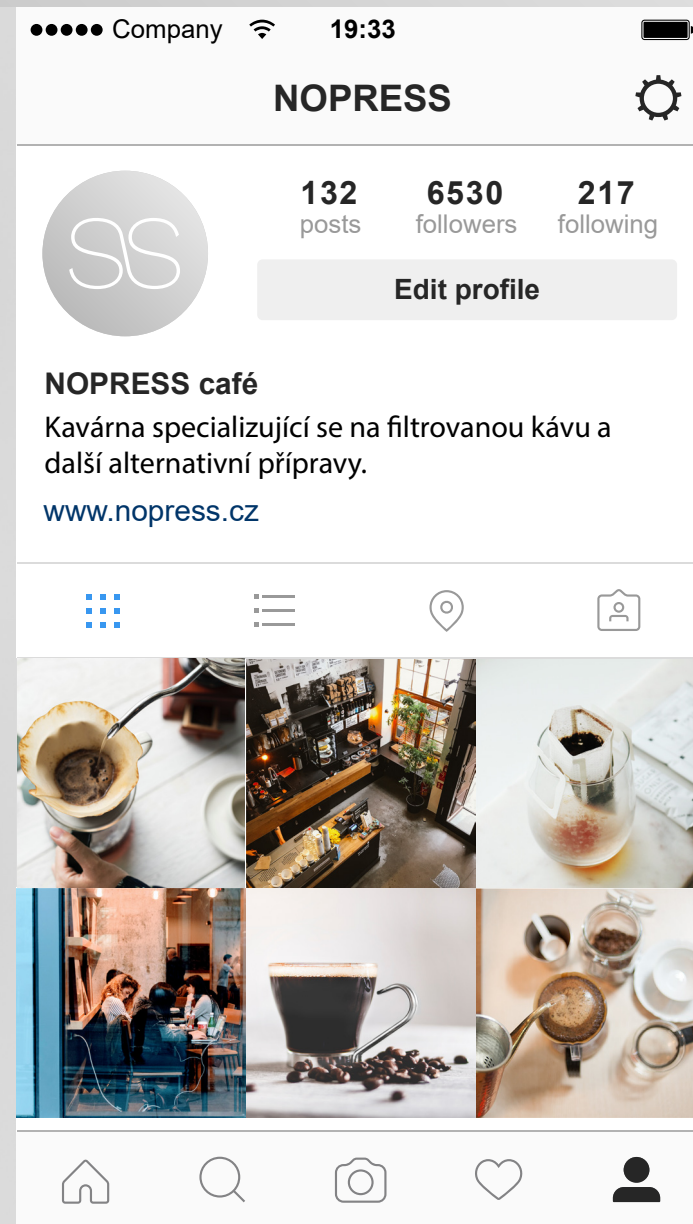 Company 19:33
NOPRESS
132 6530 217
posts followers following
SS
Edit profile
NOPRESS café
Kavárna specializující se na filtrovanou kávu a
další alternativní přípravy.
www.nopress.cz